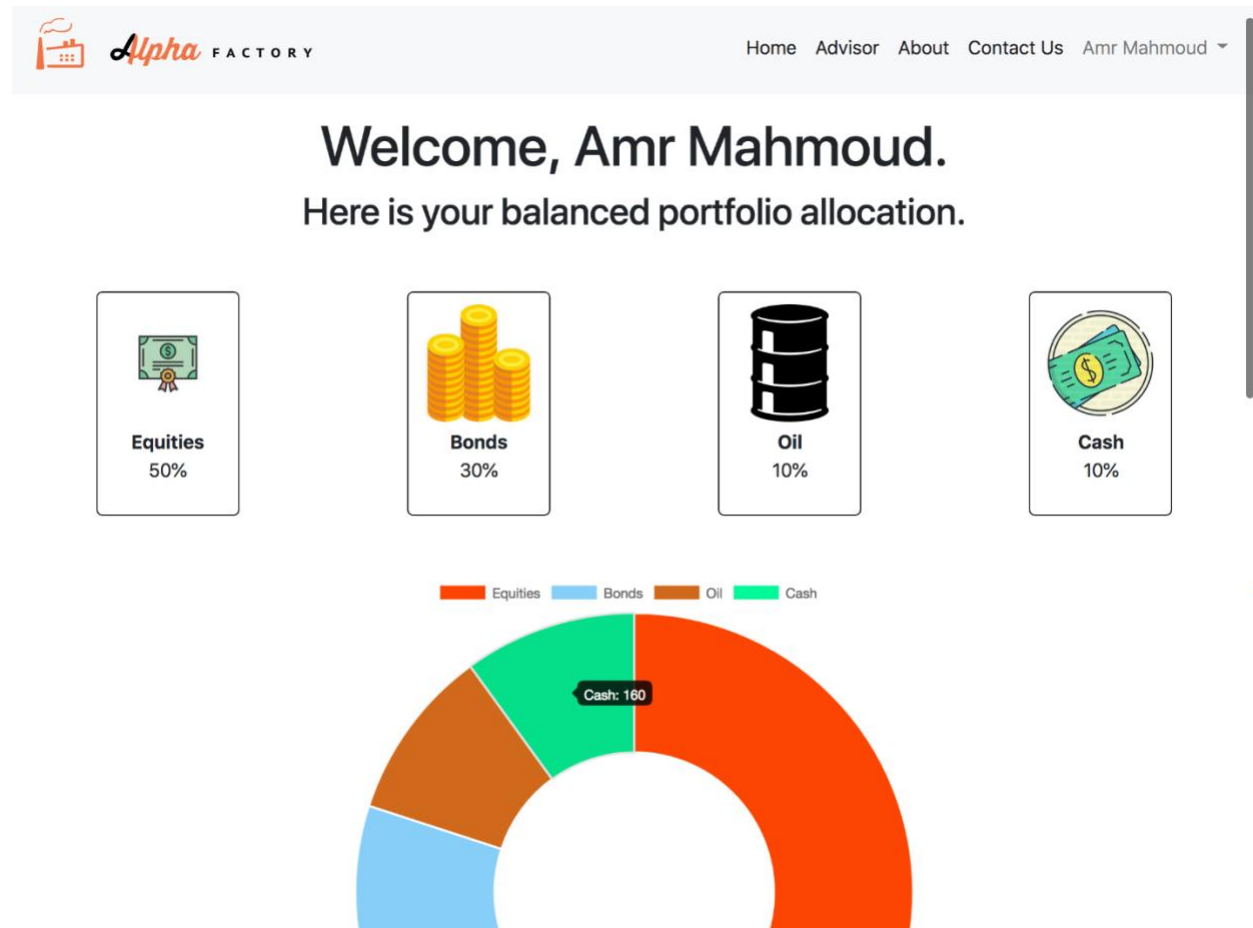 Alpha FACTORY
Home Advisor About Contact Us Amr Mahmoud
Welcome, Amr Mahmoud.
Here is your balanced portfolio allocation.
Equities
50%
Bonds
30%
Oil
10%
Cash
10%
Equities Bonds Oil Cash
Cash: 160